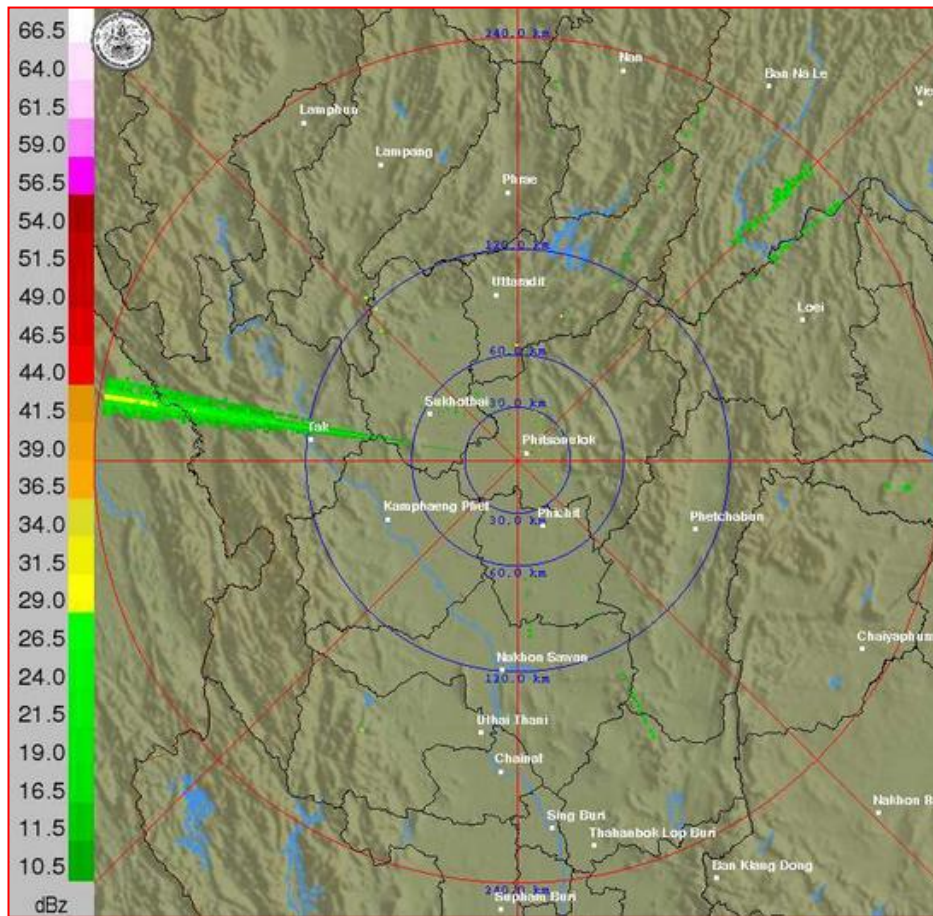 66.5
64.0
61.5
59.0
56.5
54.0
51.5
49.0
46.5
44.0
41.5
39.0
36.5
34.0
31.5
29.0
26.5
24.0
21.5
19.0
16.5
11.5
10.5
dBz
240.0 km
Nan
Ban Na Le
Vie
Lamphun
Lampang
Phrae
120.0 km
Uttaradit
Loei
60.0 km
30.0 km
Sukhothai
Tak
Phitsanulok
Kamphaeng Phet
30.0 km
Phichit
Phetchabun
60.0 km
Chaiyaphum
Nakhon Sawan
120.0 km
Uthai Thani
Chainat
Sing Buri
Nakhon R
Thahanbok Lop Buri
Ban Klang Dong
240.0 km
Suphan Buri